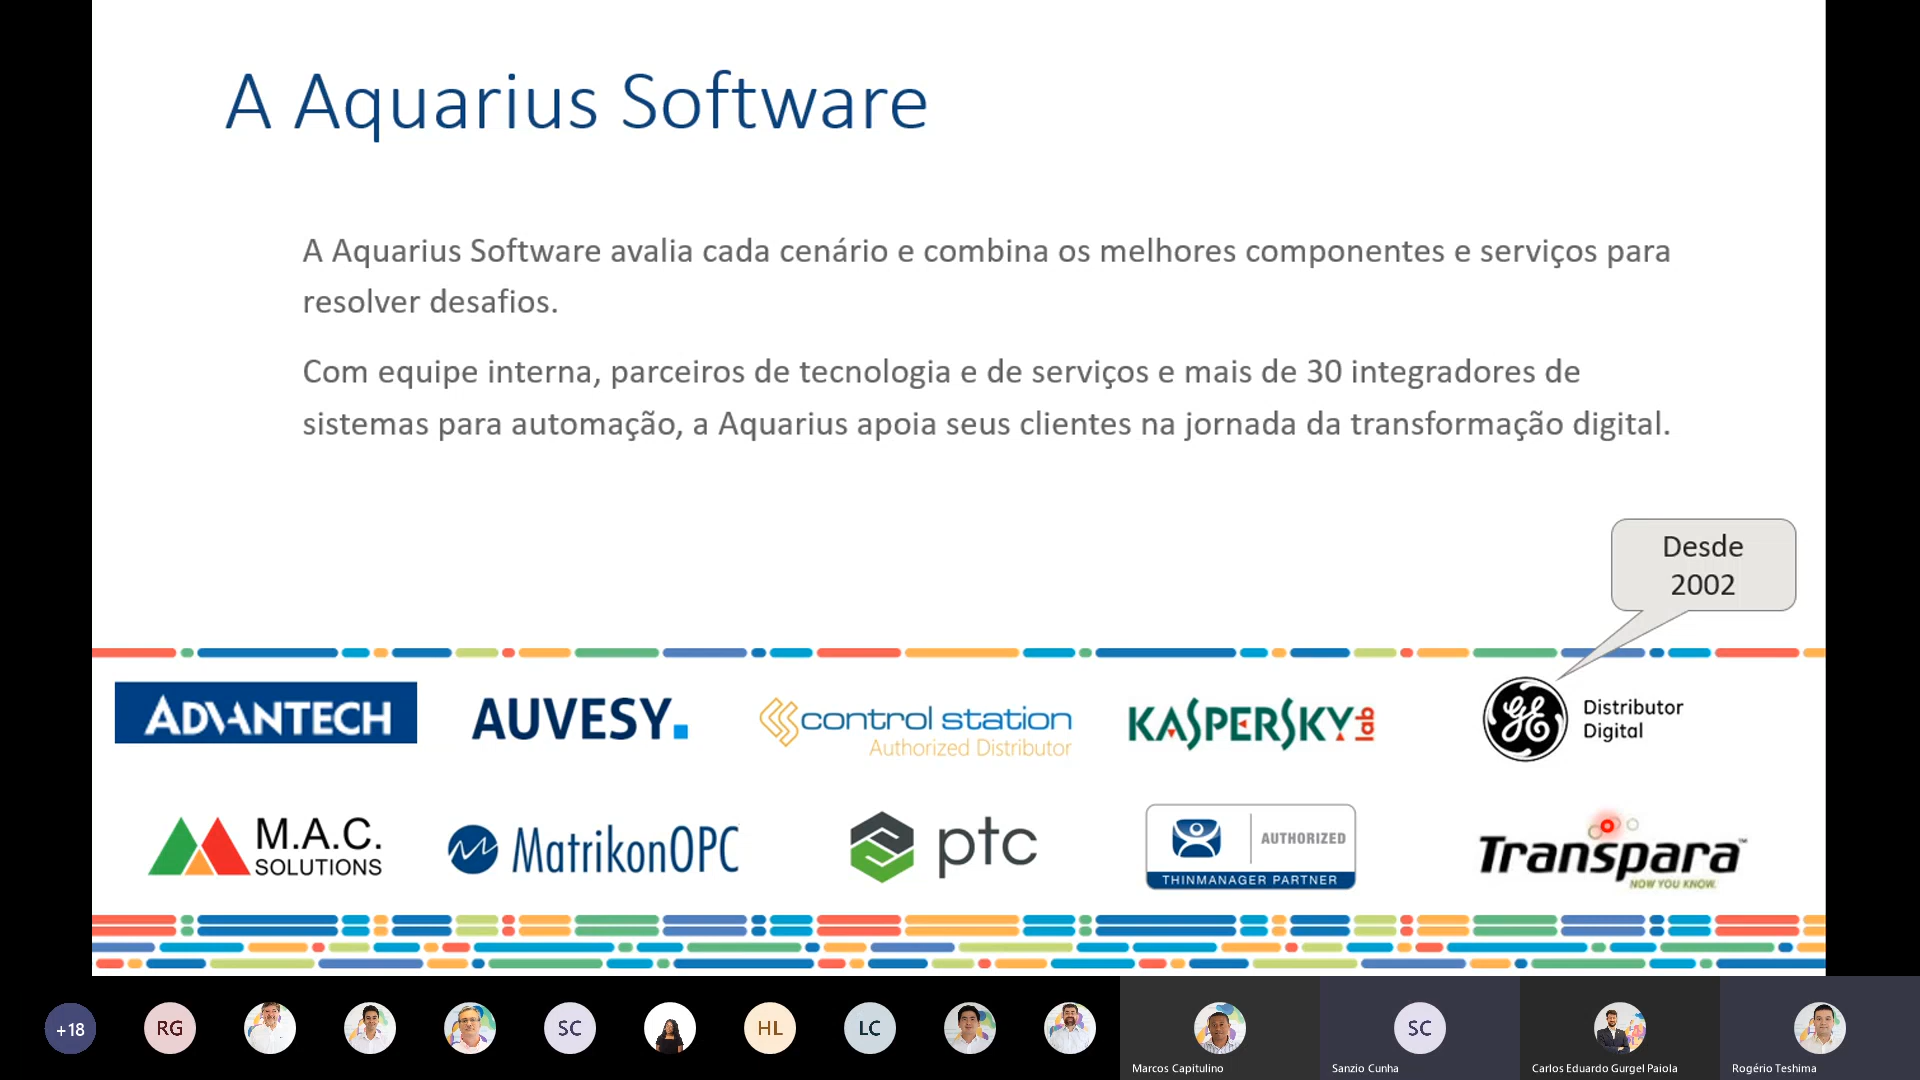 A Aquarius Software
A Aquarius Software avalia cada cenário e combina os melhores componentes e serviços para
resolver desafios.
Com equipe interna, parceiros de tecnologia e de serviços e mais de 30 integradores de
sistemas para automação, a Aquarius apoia seus clientes na jornada da transformação digital.
Desde
2002
ADVANTECH
AUVESY.
control station
Authorized Distributor
KASPERSKY lab
GE
Distributor
Digital
M.A.C.
SOLUTIONS
MatrikonOPC
ptc
AUTHORIZED
THINMANAGER PARTNER
Transpara™
NOW YOU KNOW.
+18
RG
SC
HL
LC
SC
Marcos Capitulino
Sanzio Cunha
Carlos Eduardo Gurgel Paiola
Rogério Teshima